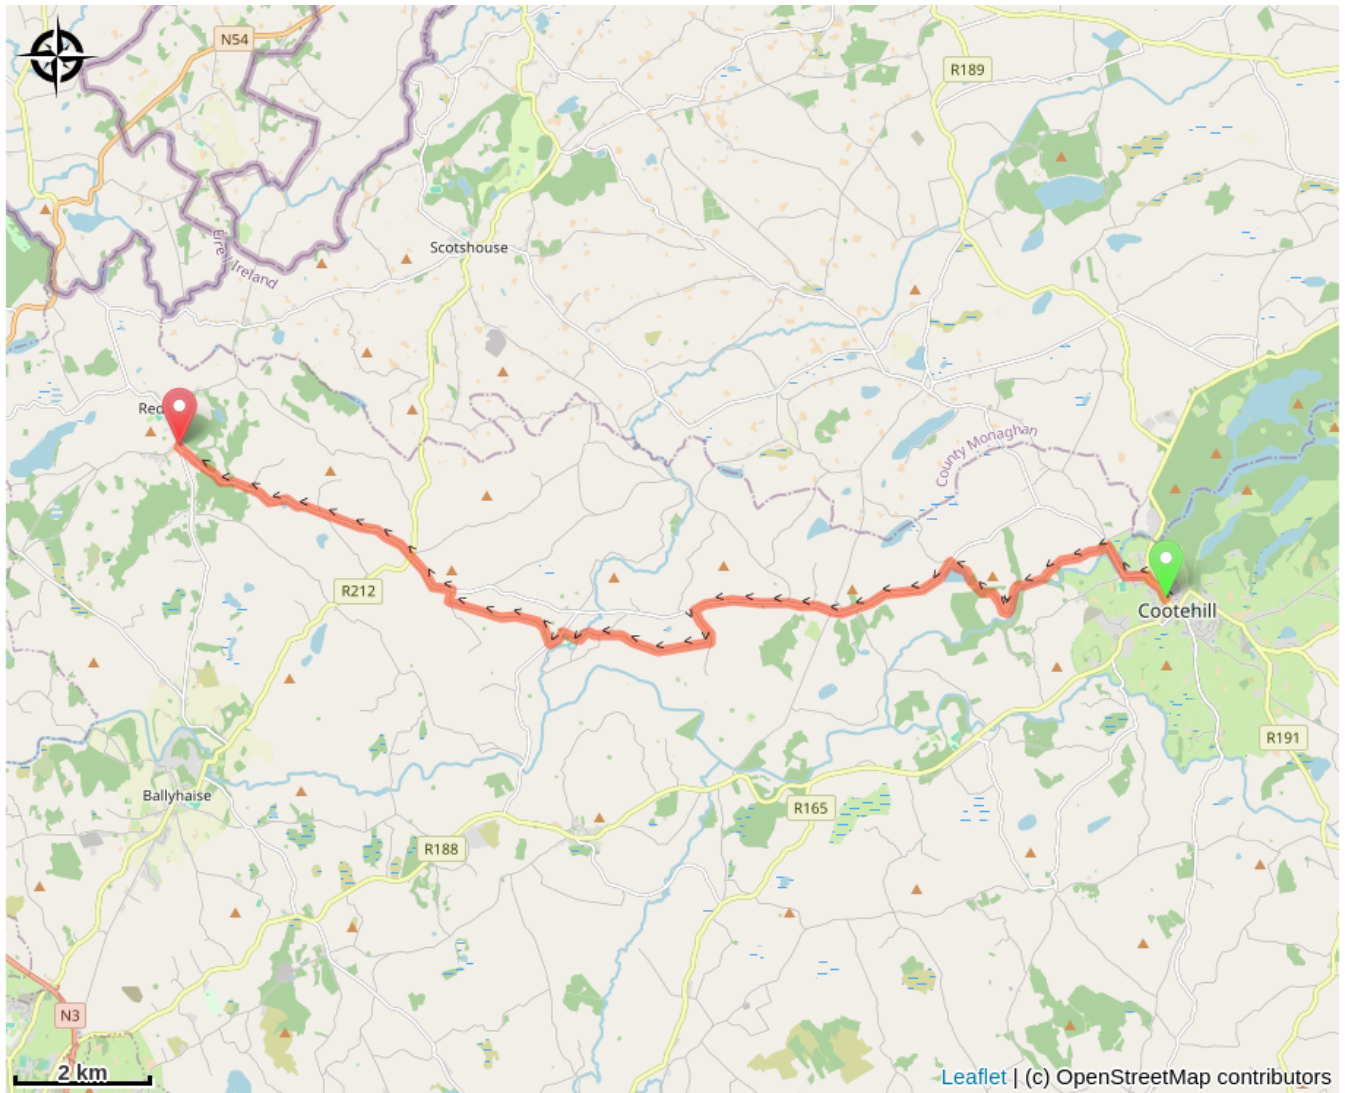 N54
R189
Éire / Ireland
Scotshouse
County Monaghan
R212
Cootehill
R191
Ballyhaise
R165
R188
N3
2 km
Leaflet | (c) OpenStreetMap contributors